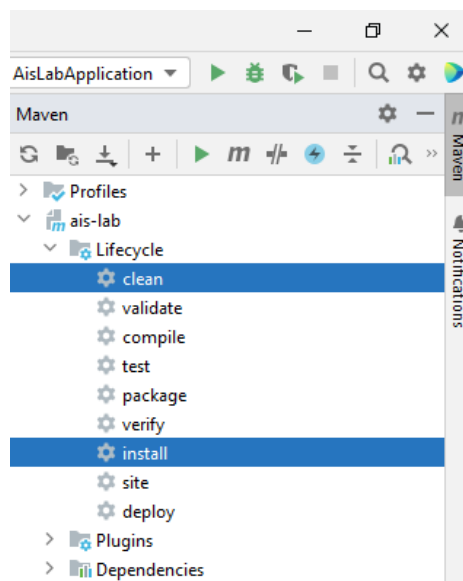 AisLabApplication
Maven
m
Maven
Profiles
ais-lab
Lifecycle
clean
validate
compile
test
package
verify
install
site
deploy
Plugins
Dependencies
Notifications